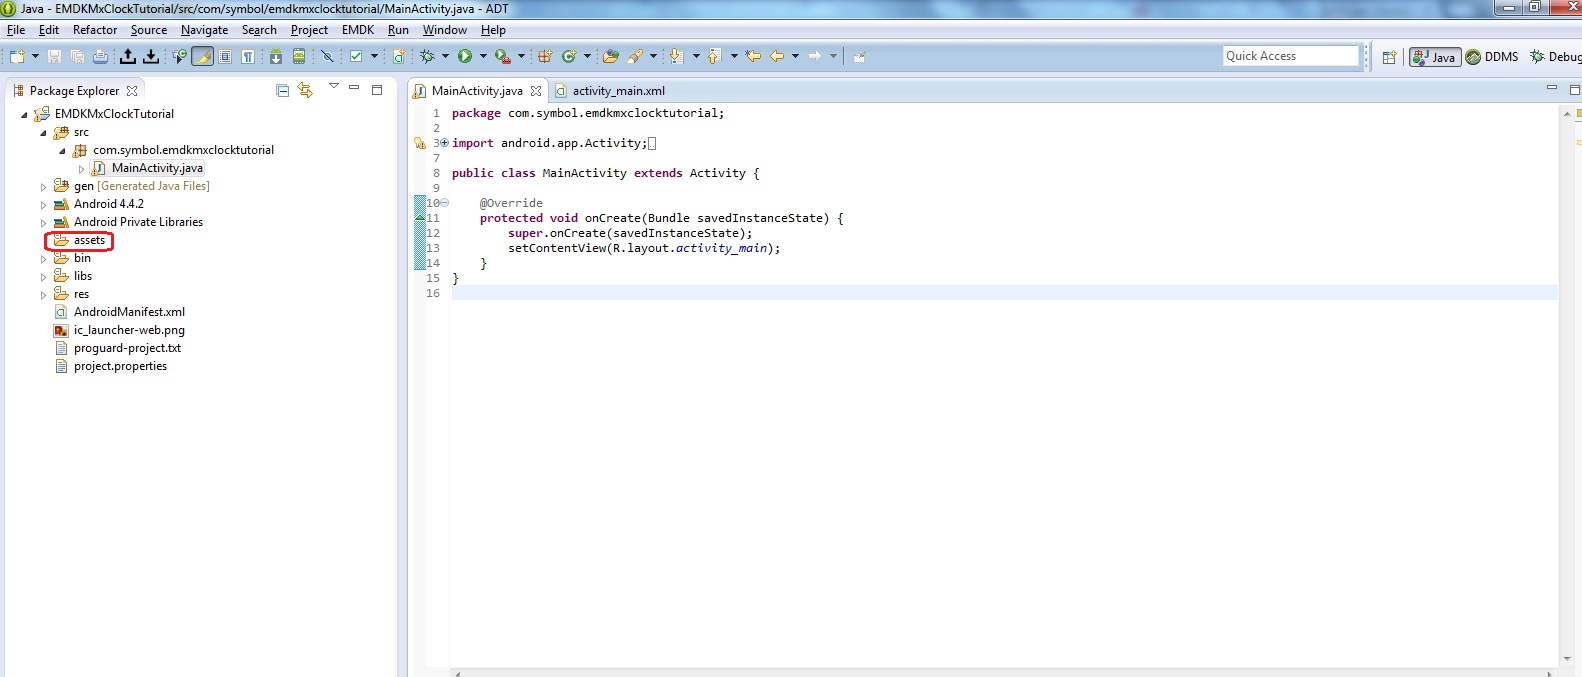 Java - EMDKMxClockTutorial/src/com/symbol/emdkmxclocktutorial/MainActivity.java - ADT
File Edit Refactor Source Navigate Search Project EMDK Run Window Help
Quick Access
Java DDMS Debug
Package Explorer
EMDKMxClockTutorial
src
com.symbol.emdkmxclocktutorial
MainActivity.java
gen [Generated Java Files]
Android 4.4.2
Android Private Libraries
assets
bin
libs
res
AndroidManifest.xml
ic_launcher-web.png
proguard-project.txt
project.properties
MainActivity.java activity_main.xml
1 package com.symbol.emdkmxclocktutorial;
2
3 import android.app.Activity;
7
8 public class MainActivity extends Activity {
9
10 @Override
11 protected void onCreate(Bundle savedInstanceState) {
12 super.onCreate(savedInstanceState);
13 setContentView(R.layout.activity_main);
14 }
15 }
16